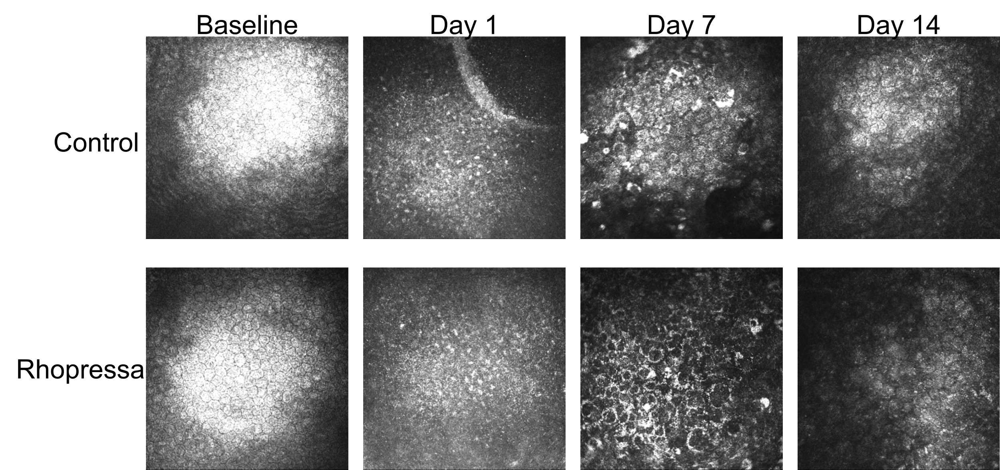 Baseline Day 1 Day 7 Day 14
Control
Rhopressa